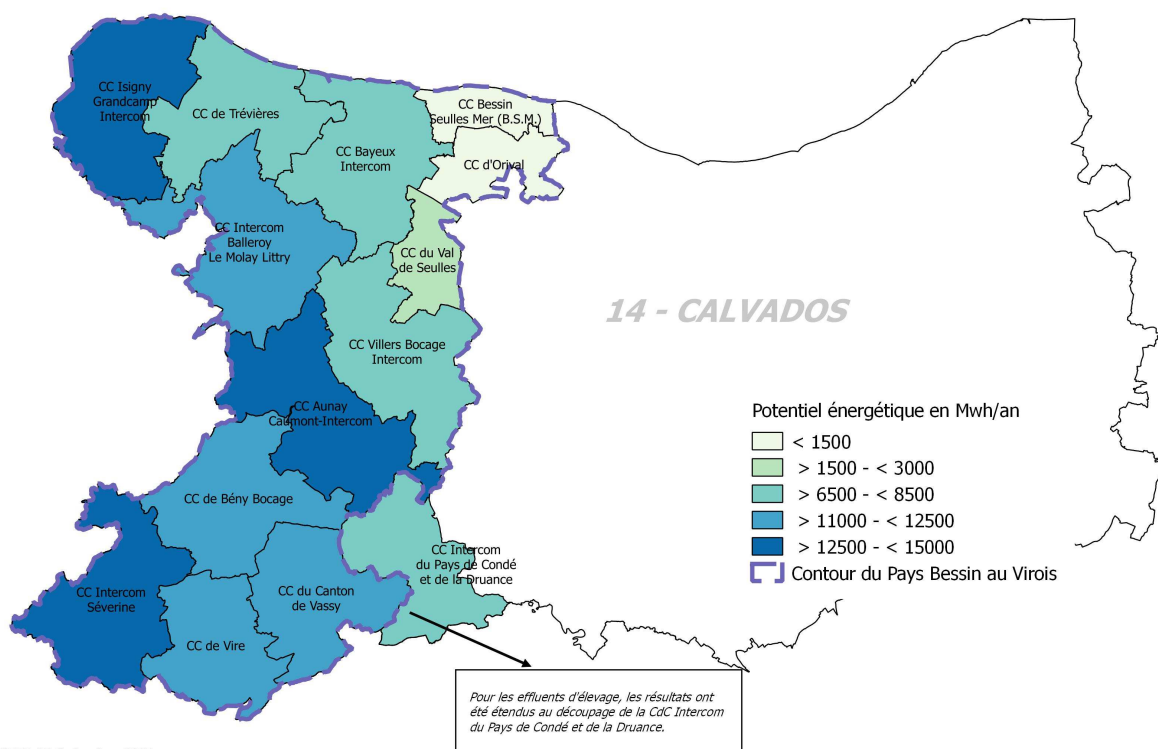 CC Isigny
Grandcamp
Intercom
CC de Trévières
CC Bessin
Seulles Mer (B.S.M.)
CC Bayeux
Intercom
CC d'Orival
CC Intercom
Balleroy
Le Molay Littry
CC du Val
de Seulles
14 - CALVADOS
CC Villers Bocage
Intercom
CC Aunay
Caumont-Intercom
CC de Bény Bocage
CC Intercom
du Pays de Condé
et de la Druance
CC Intercom
Séverine
CC du Canton
de Vassy
CC de Vire
Potentiel énergétique en Mwh/an
< 1500
> 1500 - < 3000
> 6500 - < 8500
> 11000 - < 12500
> 12500 - < 15000
Contour du Pays Bessin au Virois
Pour les effluents d'élevage, les résultats ont
été étendus au découpage de la CdC Intercom
du Pays de Condé et de la Druance.